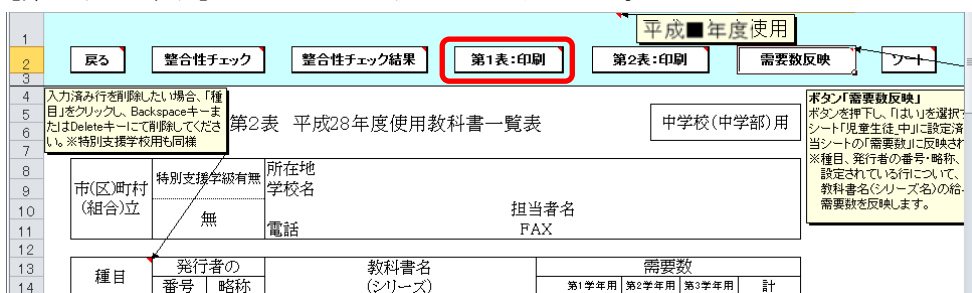 平成■年度使用
1
2
3
4
5
6
7
8
9
10
11
12
13
14
戻る
整合性チェック
整合性チェック結果
第1表:印刷
第2表:印刷
需要数反映
ソート
入力済み行を削除したい場合、「種
目」をクリックし、Backspaceキーま
たはDeleteキーにて削除してくださ
い。※特別支援学校用も同様
第2表 平成28年度使用教科書一覧表
中学校(中学部)用
ボタン「需要数反映」
ボタンを押下し、「はい」を選択
シート「児童生徒_中」に設定済
当シートの「需要数」に反映され
※種目、発行者の番号・略称、
設定されている行について、
教科書名(シリーズ名)の給
需要数を反映します。
市(区)町村
(組合)立
特別支援学級有無
無
所在地
学校名
担当者名
電話
FAX
種目
発行者の
番号
略称
教科書名
(シリーズ)
需要数
第1学年用
第2学年用
第3学年用
計